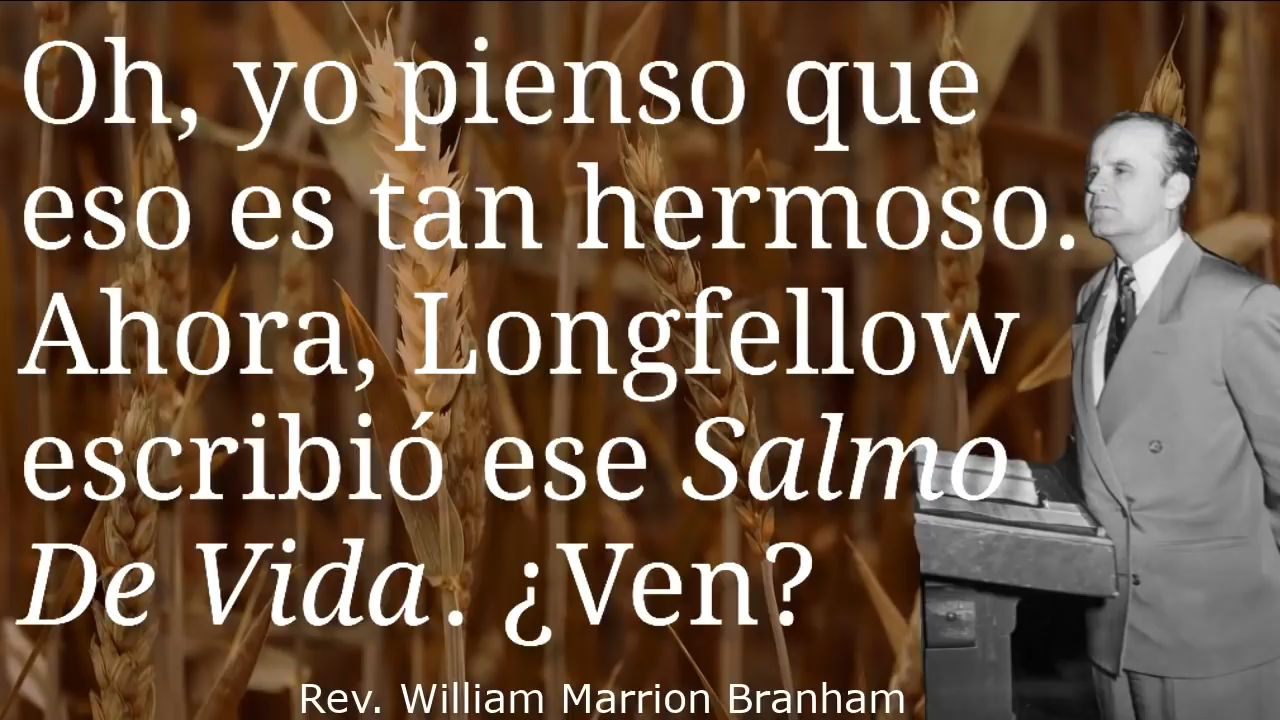 Oh, yo pienso que
eso es tan hermoso.
Ahora, Longfellow
escribió ese Salmo
De Vida. ¿Ven?
Rev. William Marrion Branham